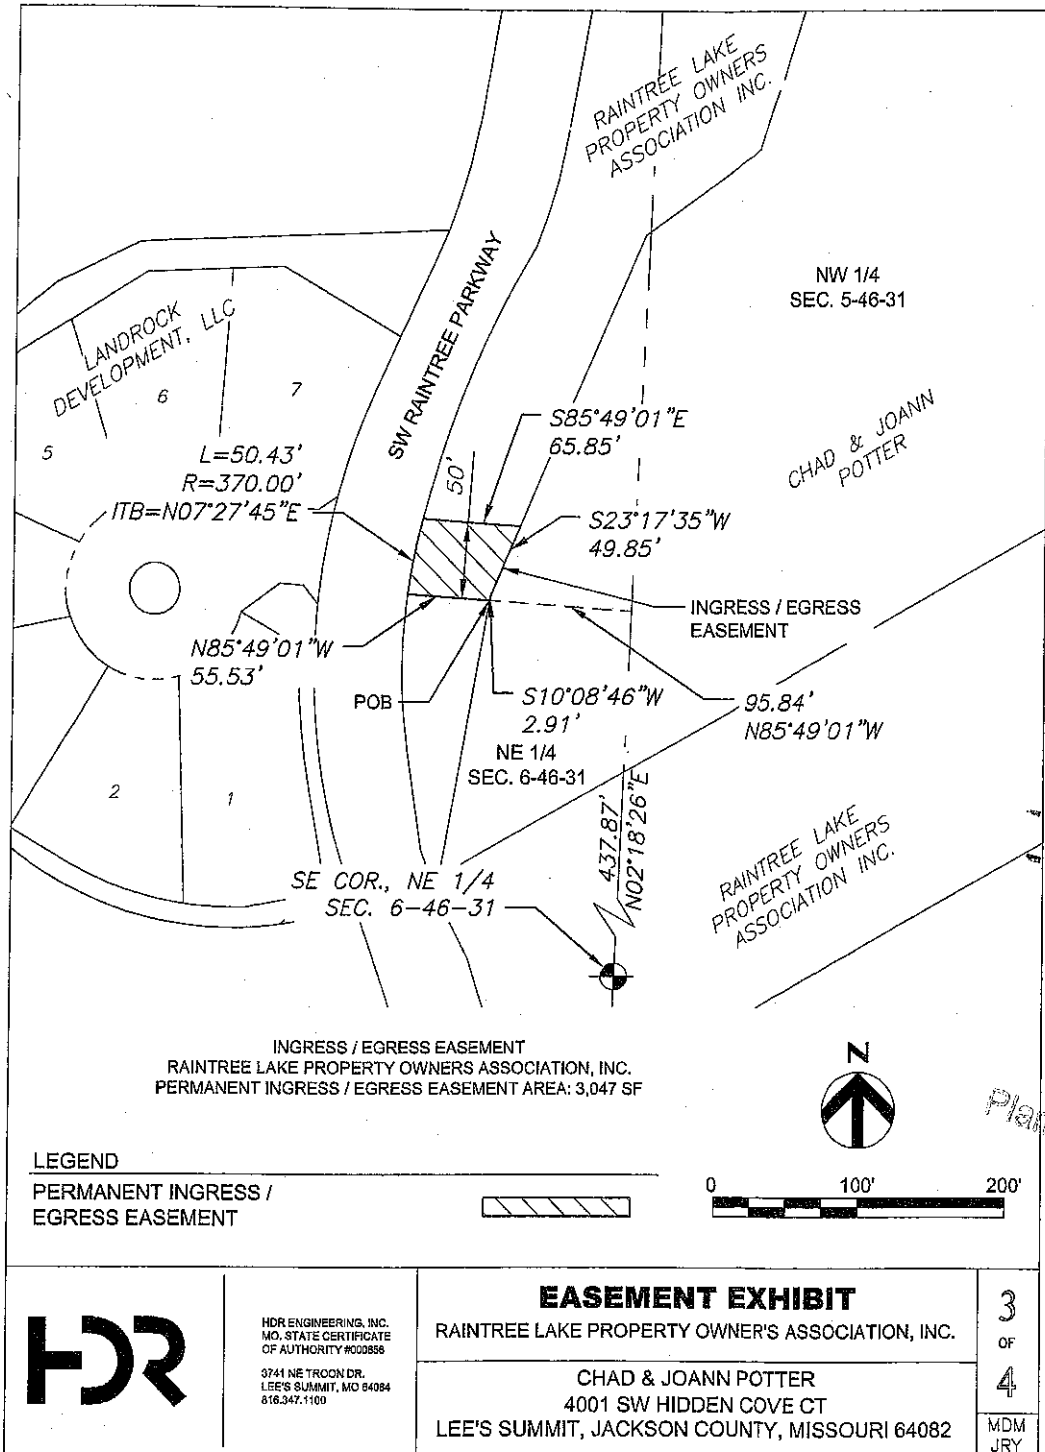 RAINTREE LAKE
PROPERTY OWNERS
ASSOCIATION INC.
SW RAINTREE PARKWAY
NW 1/4
SEC. 5-46-31
LANDROCK
DEVELOPMENT, LLC
6
7
5
CHAD & JOANN
POTTER
S85°49'01"E
65.85'
L=50.43'
R=370.00'
ITB=N07°27'45"E
50'
S23°17'35"W
49.85'
INGRESS / EGRESS
EASEMENT
N85°49'01"W
55.53'
POB
S10°08'46"W
2.91'
95.84'
N85°49'01"W
NE 1/4
SEC. 6-46-31
2
1
437.87'
N02°18'26"E
RAINTREE LAKE
PROPERTY OWNERS
ASSOCIATION INC.
SE COR., NE 1/4
SEC. 6-46-31
INGRESS / EGRESS EASEMENT
RAINTREE LAKE PROPERTY OWNERS ASSOCIATION, INC.
PERMANENT INGRESS / EGRESS EASEMENT AREA: 3,047 SF
N
Plan
LEGEND
PERMANENT INGRESS /
EGRESS EASEMENT
0 100' 200'
HDR
HDR ENGINEERING, INC.
MO. STATE CERTIFICATE
OF AUTHORITY #000856
3741 NE TROON DR.
LEE'S SUMMIT, MO 64064
816.347.1100
EASEMENT EXHIBIT
RAINTREE LAKE PROPERTY OWNER'S ASSOCIATION, INC.
CHAD & JOANN POTTER
4001 SW HIDDEN COVE CT
LEE'S SUMMIT, JACKSON COUNTY, MISSOURI 64082
3
OF
4
MDM
JRY